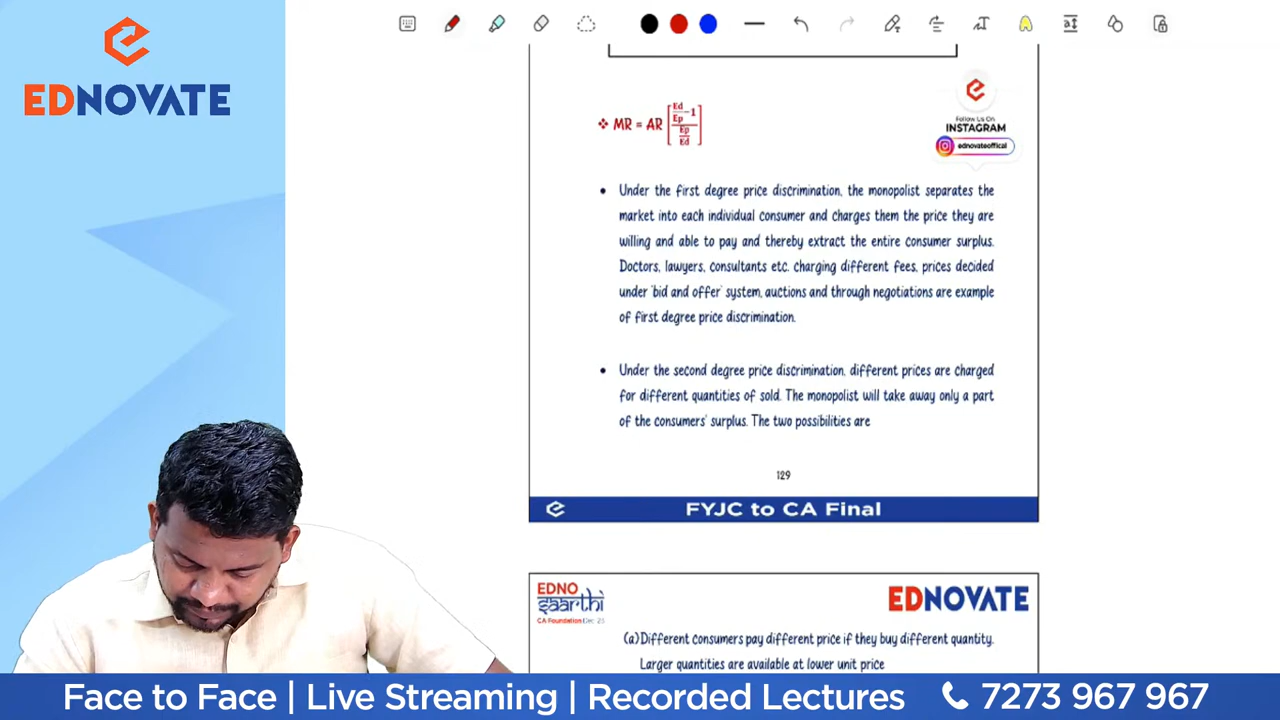 EDNOVATE
❖ MR = AR [Ed/Ep −1 / Ep/Ed]
Follow Us On
INSTAGRAM
ednovateoffical
• Under the first degree price discrimination, the monopolist separates the
market into each individual consumer and charges them the price they are
willing and able to pay and thereby extract the entire consumer surplus.
Doctors, lawyers, consultants etc. charging different fees, prices decided
under 'bid and offer' system, auctions and through negotiations are example
of first degree price discrimination.
• Under the second degree price discrimination, different prices are charged
for different quantities of sold. The monopolist will take away only a part
of the consumers' surplus. The two possibilities are
129
FYJC to CA Final
EDNO
saarthi
CA Foundation|Dec 23
EDNOVATE
(a) Different consumers pay different price if they buy different quantity.
Larger quantities are available at lower unit price
Face to Face | Live Streaming | Recorded Lectures 7273 967 967